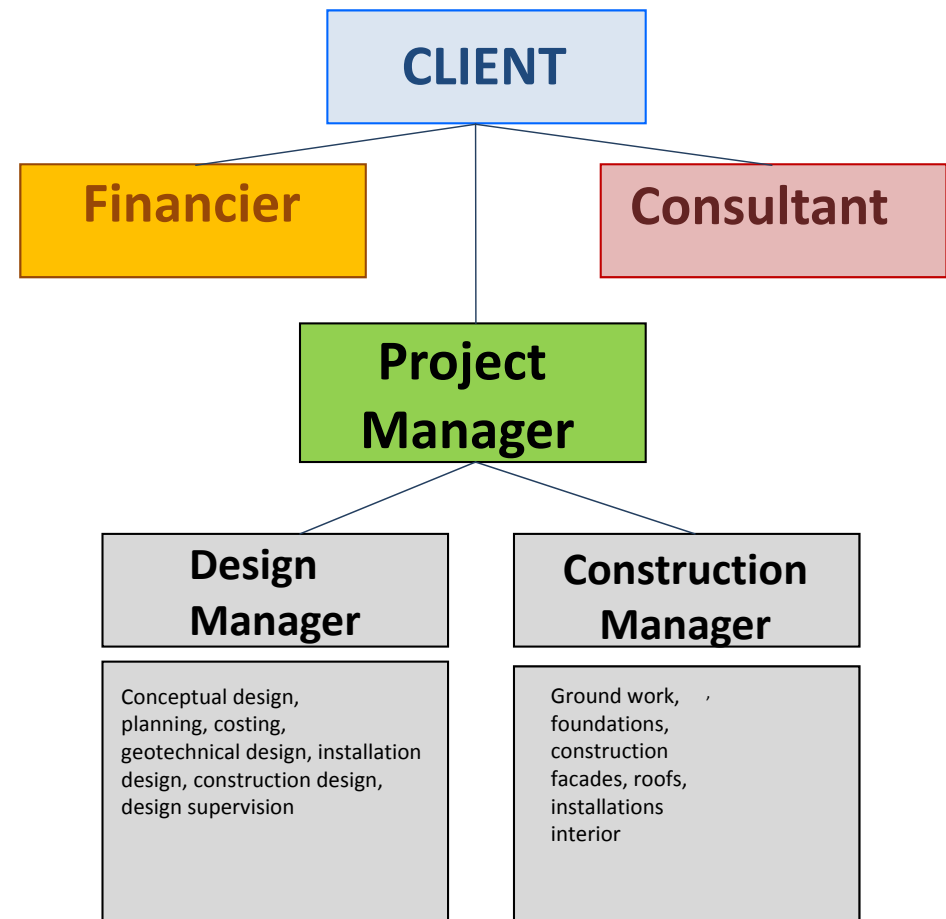 CLIENT
Financier
Consultant
Project
Manager
Design
Manager
Construction
Manager
Conceptual design,
planning, costing,
geotechnical design, installation
design, construction design,
design supervision
Ground work, ,
foundations,
construction
facades, roofs,
installations
interior